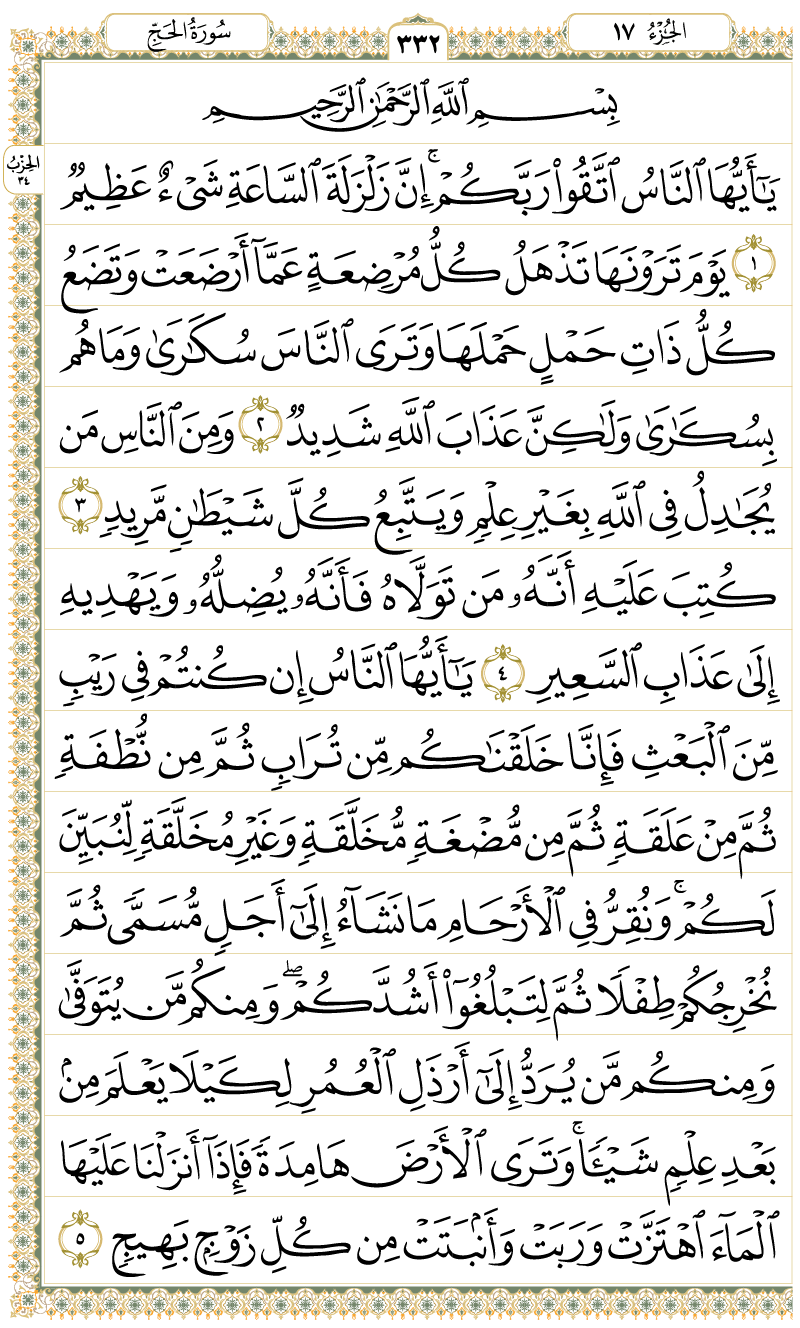 الجُزْءُ ١٧
٣٣٢
سُورَةُ الحَجِّ
الحِزْبُ
٣٤
بِسْمِ ٱللَّهِ ٱلرَّحْمَٰنِ ٱلرَّحِيمِ
يَٰٓأَيُّهَا ٱلنَّاسُ ٱتَّقُوا۟ رَبَّكُمْ ۚ إِنَّ زَلْزَلَةَ ٱلسَّاعَةِ شَىْءٌ عَظِيمٌ
١ يَوْمَ تَرَوْنَهَا تَذْهَلُ كُلُّ مُرْضِعَةٍ عَمَّآ أَرْضَعَتْ وَتَضَعُ
كُلُّ ذَاتِ حَمْلٍ حَمْلَهَا وَتَرَى ٱلنَّاسَ سُكَٰرَىٰ وَمَا هُم
بِسُكَٰرَىٰ وَلَٰكِنَّ عَذَابَ ٱللَّهِ شَدِيدٌ ٢ وَمِنَ ٱلنَّاسِ مَن
يُجَٰدِلُ فِى ٱللَّهِ بِغَيْرِ عِلْمٍ وَيَتَّبِعُ كُلَّ شَيْطَٰنٍ مَّرِيدٍ ٣
كُتِبَ عَلَيْهِ أَنَّهُۥ مَن تَوَلَّاهُ فَأَنَّهُۥ يُضِلُّهُۥ وَيَهْدِيهِ
إِلَىٰ عَذَابِ ٱلسَّعِيرِ ٤ يَٰٓأَيُّهَا ٱلنَّاسُ إِن كُنتُمْ فِى رَيْبٍ
مِّنَ ٱلْبَعْثِ فَإِنَّا خَلَقْنَٰكُم مِّن تُرَابٍ ثُمَّ مِن نُّطْفَةٍ
ثُمَّ مِنْ عَلَقَةٍ ثُمَّ مِن مُّضْغَةٍ مُّخَلَّقَةٍ وَغَيْرِ مُخَلَّقَةٍ لِّنُبَيِّنَ
لَكُمْ ۚ وَنُقِرُّ فِى ٱلْأَرْحَامِ مَا نَشَآءُ إِلَىٰٓ أَجَلٍ مُّسَمًّى ثُمَّ
نُخْرِجُكُمْ طِفْلًا ثُمَّ لِتَبْلُغُوٓا۟ أَشُدَّكُمْ ۖ وَمِنكُم مَّن يُتَوَفَّىٰ
وَمِنكُم مَّن يُرَدُّ إِلَىٰٓ أَرْذَلِ ٱلْعُمُرِ لِكَيْلَا يَعْلَمَ مِنۢ
بَعْدِ عِلْمٍ شَيْـًٔا ۚ وَتَرَى ٱلْأَرْضَ هَامِدَةً فَإِذَآ أَنزَلْنَا عَلَيْهَا
ٱلْمَآءَ ٱهْتَزَّتْ وَرَبَتْ وَأَنۢبَتَتْ مِن كُلِّ زَوْجٍۭ بَهِيجٍ ٥